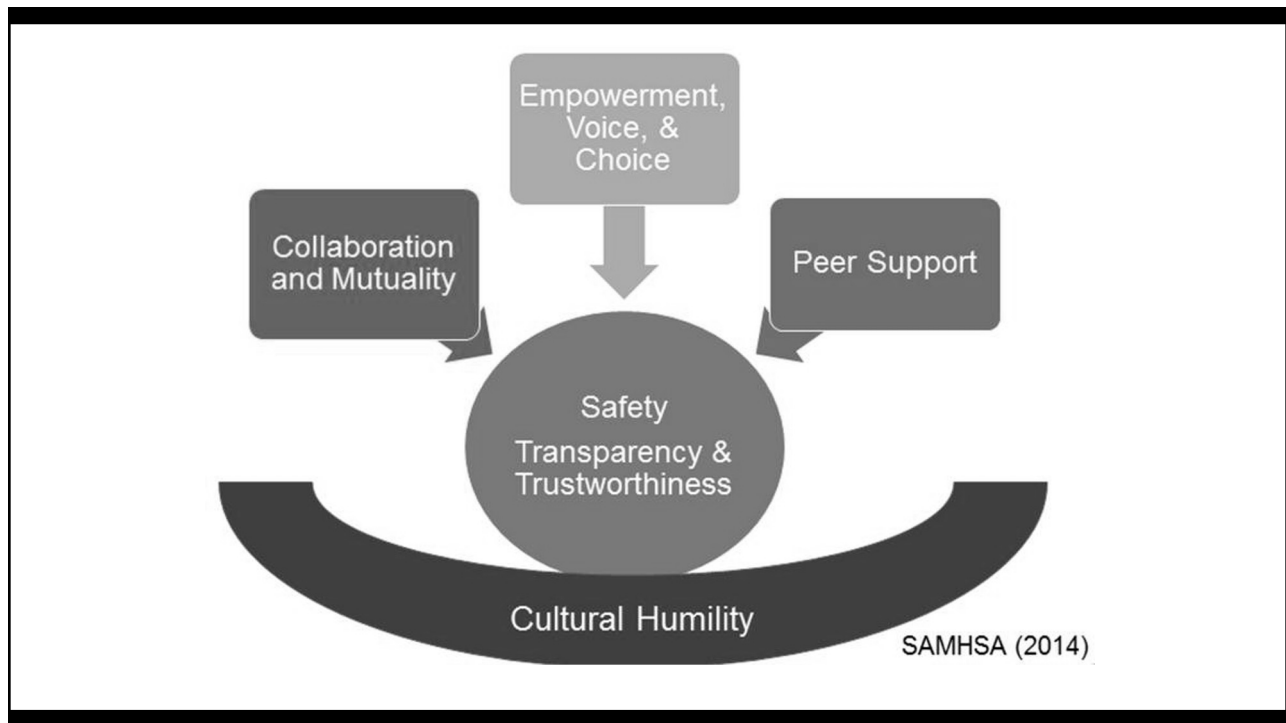 Empowerment,
Voice, &
Choice
Collaboration
and Mutuality
Peer Support
Safety
Transparency &
Trustworthiness
Cultural Humility
SAMHSA (2014)